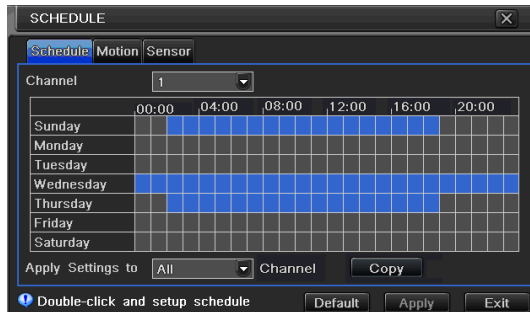 SCHEDULE
Schedule Motion Sensor
Channel 1
00:00 04:00 08:00 12:00 16:00 20:00
Sunday
Monday
Tuesday
Wednesday
Thursday
Friday
Saturday
Apply Settings to All Channel Copy
Double-click and setup schedule Default Apply Exit